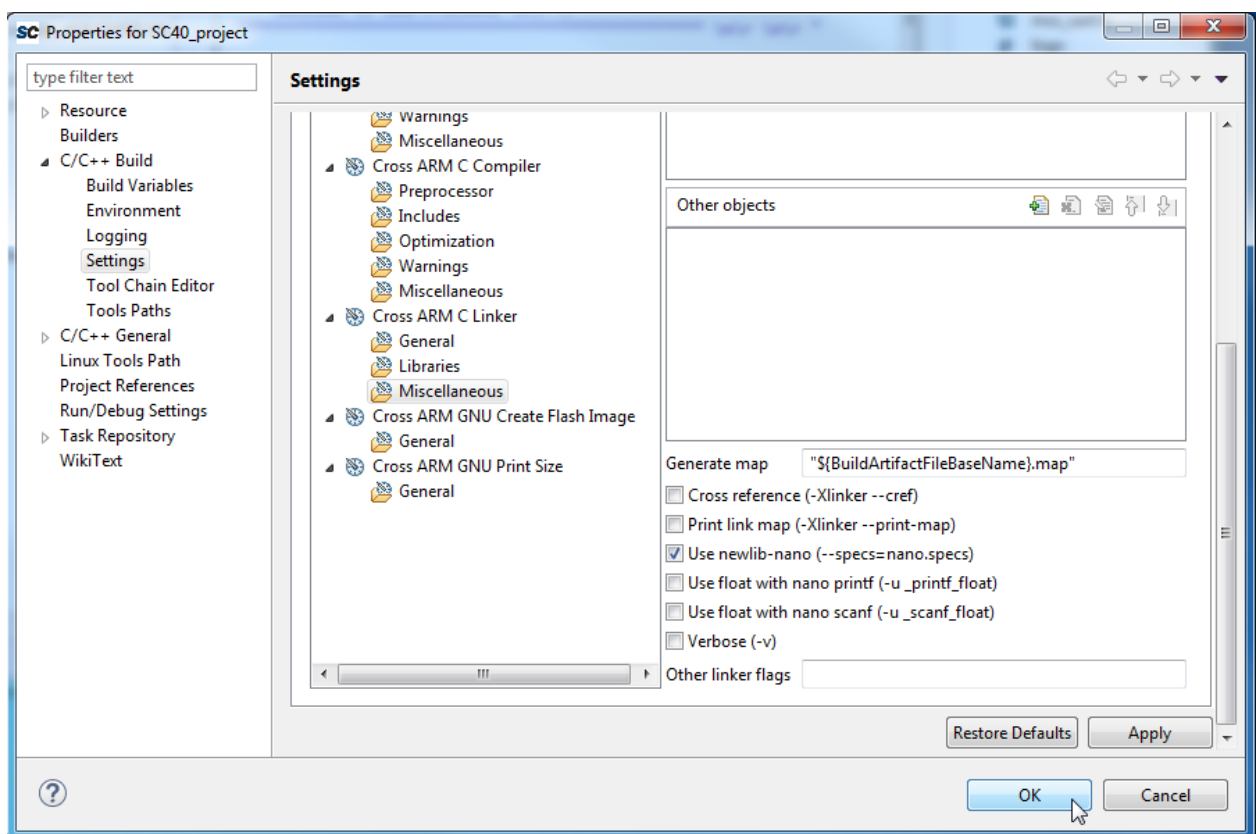 SC Properties for SC40_project
type filter text
Resource
Builders
C/C++ Build
Build Variables
Environment
Logging
Settings
Tool Chain Editor
Tools Paths
C/C++ General
Linux Tools Path
Project References
Run/Debug Settings
Task Repository
WikiText
Settings
Warnings
Miscellaneous
Cross ARM C Compiler
Preprocessor
Includes
Optimization
Warnings
Miscellaneous
Cross ARM C Linker
General
Libraries
Miscellaneous
Cross ARM GNU Create Flash Image
General
Cross ARM GNU Print Size
General
Other objects
Generate map "${BuildArtifactFileBaseName}.map"
Cross reference (-Xlinker --cref)
Print link map (-Xlinker --print-map)
Use newlib-nano (--specs=nano.specs)
Use float with nano printf (-u _printf_float)
Use float with nano scanf (-u _scanf_float)
Verbose (-v)
Other linker flags
Restore Defaults Apply
? OK Cancel